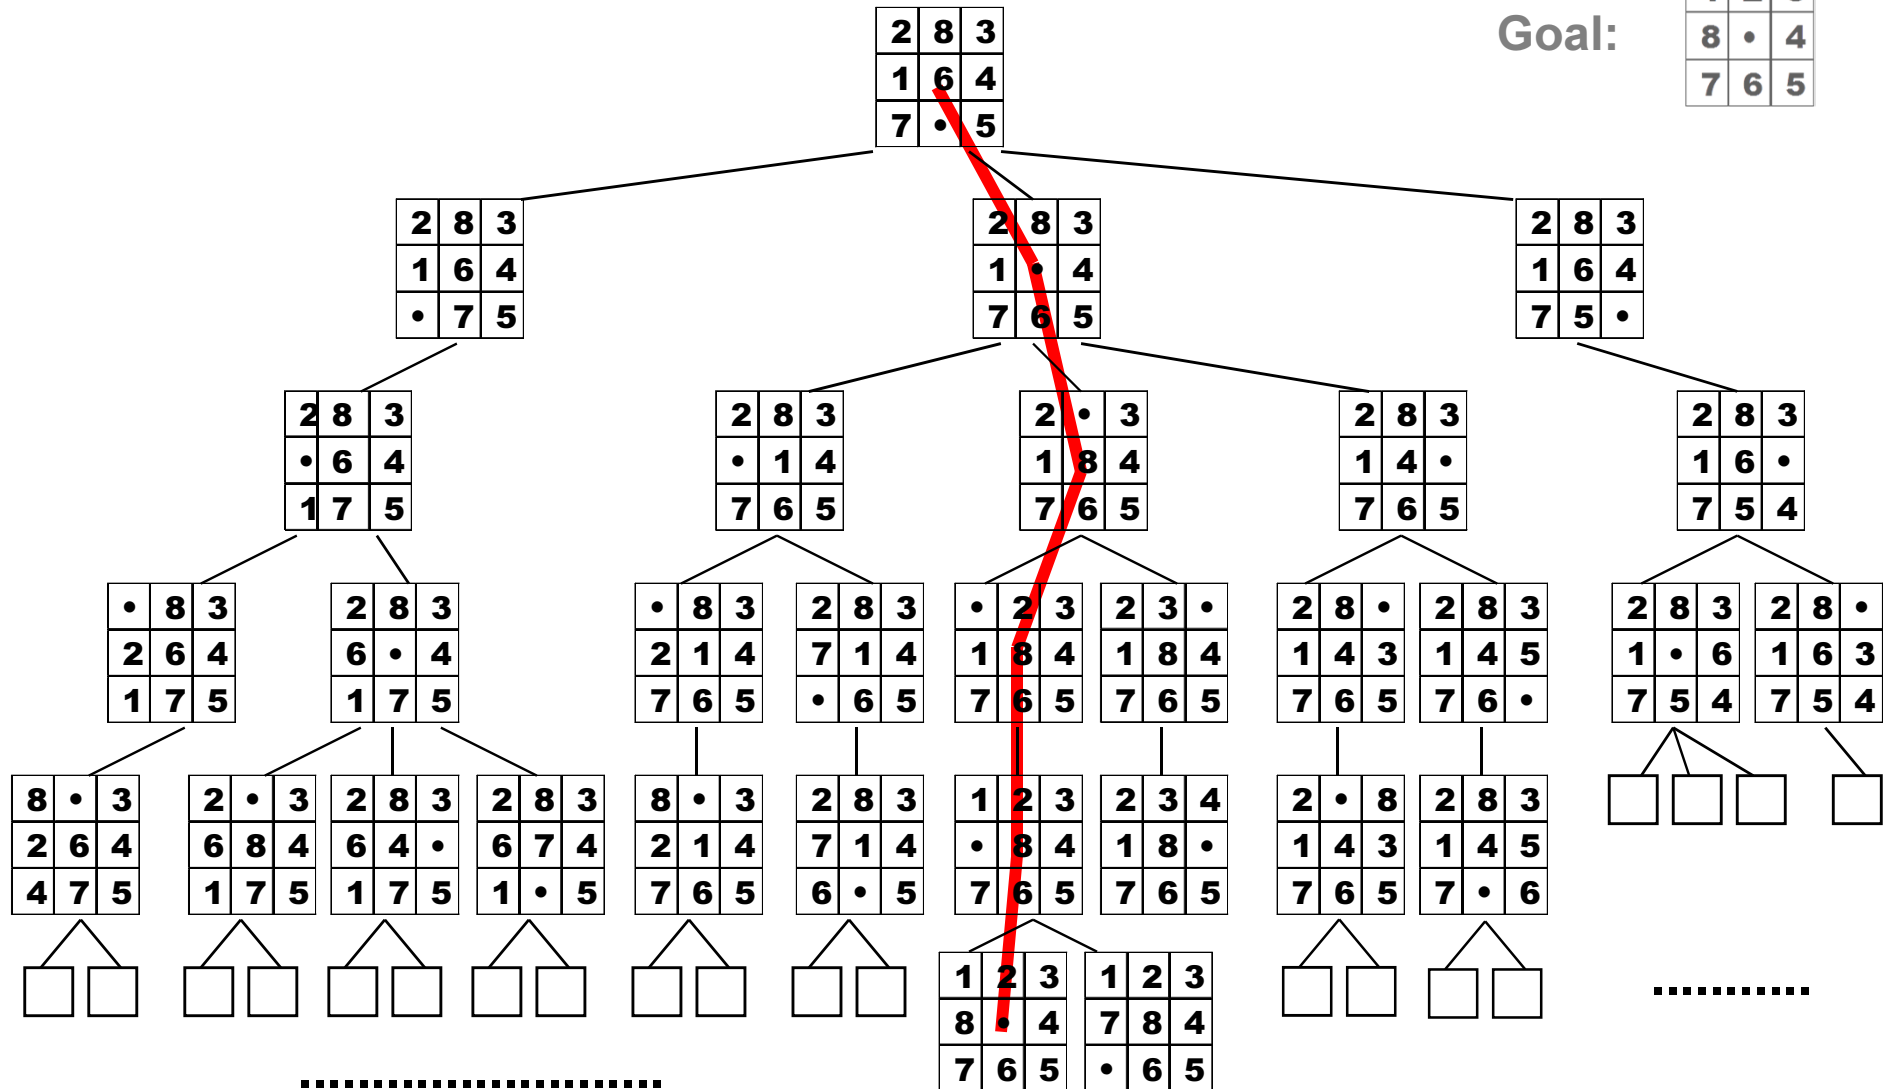 2 8 3
1 6 4
7 • 5
Goal:
8 • 4
7 6 5
2 8 3
1 6 4
• 7 5
2 8 3
1 • 4
7 6 5
2 8 3
1 6 4
7 5 •
2 8 3
• 6 4
1 7 5
2 8 3
• 1 4
7 6 5
2 • 3
1 8 4
7 6 5
2 8 3
1 4 •
7 6 5
2 8 3
1 6 •
7 5 4
• 8 3
2 6 4
1 7 5
2 8 3
6 • 4
1 7 5
• 8 3
2 1 4
7 6 5
2 8 3
7 1 4
• 6 5
• 2 3
1 8 4
7 6 5
2 3 •
1 8 4
7 6 5
2 8 •
1 4 3
7 6 5
2 8 3
1 4 5
7 6 •
2 8 3
1 • 6
7 5 4
2 8 •
1 6 3
7 5 4
8 • 3
2 6 4
4 7 5
2 • 3
6 8 4
1 7 5
2 8 3
6 4 •
1 7 5
2 8 3
6 7 4
1 • 5
8 • 3
2 1 4
7 6 5
2 8 3
7 1 4
6 • 5
1 2 3
• 8 4
7 6 5
2 3 4
1 8 •
7 6 5
2 • 8
1 4 3
7 6 5
2 8 3
1 4 5
7 • 6
1 2 3
8 • 4
7 6 5
1 2 3
7 8 4
• 6 5